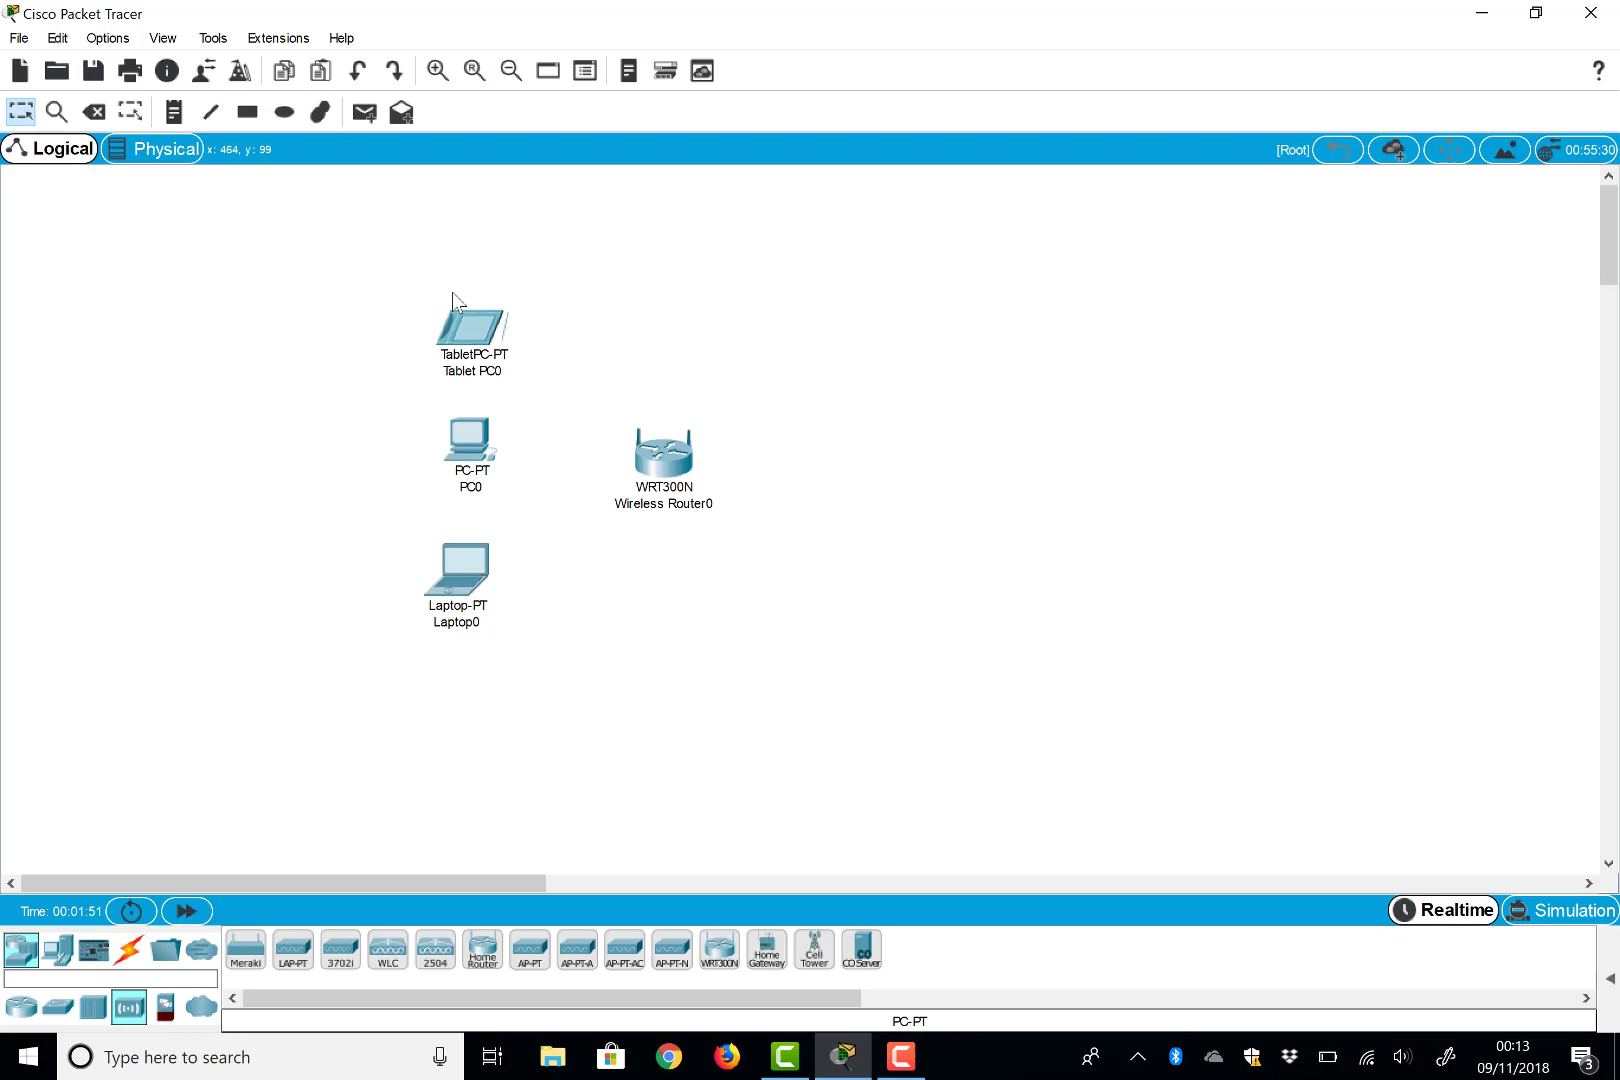 Cisco Packet Tracer
File Edit Options View Tools Extensions Help
?
Logical Physical x: 464, y: 99 [Root] 00:55:30
TabletPC-PT
Tablet PC0
PC-PT
PC0
WRT300N
Wireless Router0
Laptop-PT
Laptop0
Time: 00:01:51 Realtime Simulation
Meraki LAP-PT 3702i WLC 2504 Home Router AP-PT AP-PT-A AP-PT-AC AP-PT-N WRT300N Home Gateway Cell Tower CO Server
PC-PT
Type here to search
00:13
09/11/2018
3